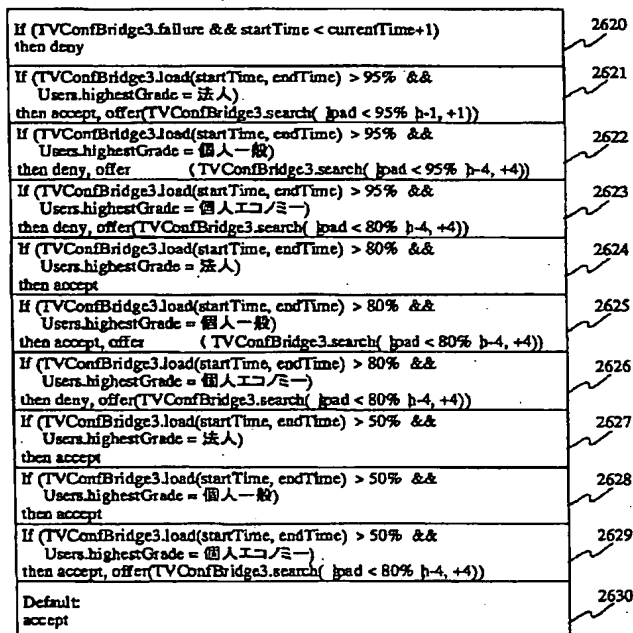 If (TVConfBridge3.failure && startTime < currentTime+1)
then deny
2620
If (TVConfBridge3.load(startTime, endTime) > 95% &&
Users.highestGrade = 法人)
then accept, offer(TVConfBridge3.search( load < 95% h-1, +1))
2621
If (TVConfBridge3.load(startTime, endTime) > 95% &&
Users.highestGrade = 個人一般)
then deny, offer (TVConfBridge3.search( load < 95% h-4, +4))
2622
If (TVConfBridge3.load(startTime, endTime) > 95% &&
Users.highestGrade = 個人エコノミー)
then deny, offer(TVConfBridge3.search( load < 80% h-4, +4))
2623
If (TVConfBridge3.load(startTime, endTime) > 80% &&
Users.highestGrade = 法人)
then accept
2624
If (TVConfBridge3.load(startTime, endTime) > 80% &&
Users.highestGrade = 個人一般)
then accept, offer (TVConfBridge3.search( load < 80% h-4, +4))
2625
If (TVConfBridge3.load(startTime, endTime) > 80% &&
Users.highestGrade = 個人エコノミー)
then deny, offer(TVConfBridge3.search( load < 80% h-4, +4))
2626
If (TVConfBridge3.load(startTime, endTime) > 50% &&
Users.highestGrade = 法人)
then accept
2627
If (TVConfBridge3.load(startTime, endTime) > 50% &&
Users.highestGrade = 個人一般)
then accept
2628
If (TVConfBridge3.load(startTime, endTime) > 50% &&
Users.highestGrade = 個人エコノミー)
then accept, offer(TVConfBridge3.search( load < 80% h-4, +4))
2629
Default:
accept
2630